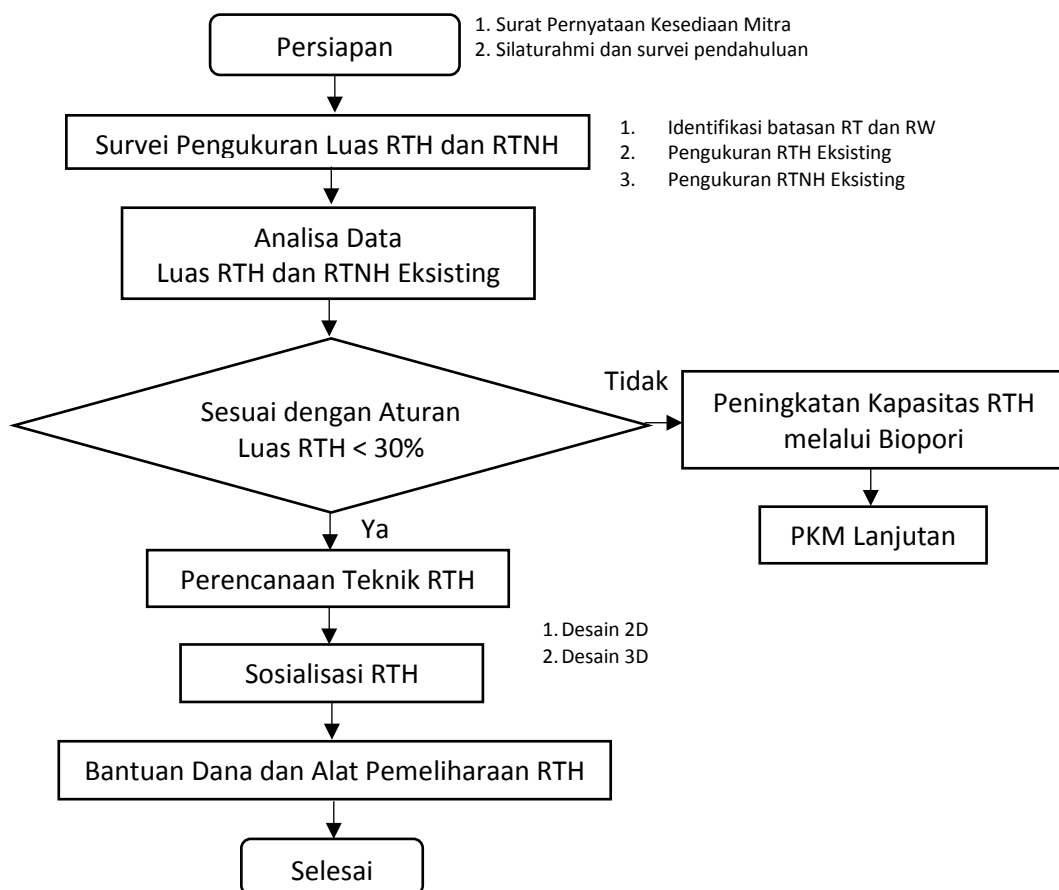 Persiapan
1. Surat Pernyataan Kesediaan Mitra
2. Silaturahmi dan survei pendahuluan
Survei Pengukuran Luas RTH dan RTNH
1. Identifikasi batasan RT dan RW
2. Pengukuran RTH Eksisting
3. Pengukuran RTNH Eksisting
Analisa Data
Luas RTH dan RTNH Eksisting
Sesuai dengan Aturan
Luas RTH < 30%
Tidak
Peningkatan Kapasitas RTH
melalui Biopori
PKM Lanjutan
Ya
Perencanaan Teknik RTH
1. Desain 2D
2. Desain 3D
Sosialisasi RTH
Bantuan Dana dan Alat Pemeliharaan RTH
Selesai